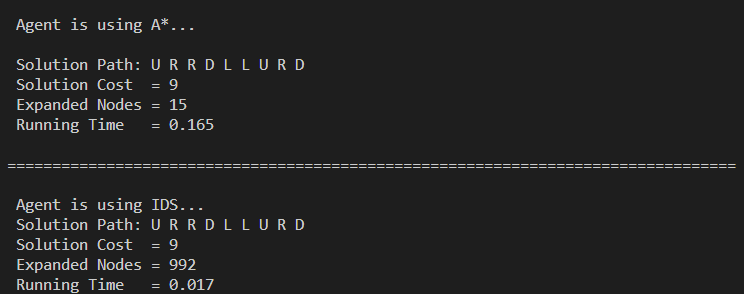 Agent is using A*...
Solution Path: U R R D L L U R D
Solution Cost  = 9
Expanded Nodes = 15
Running Time   = 0.165
================================================================================
Agent is using IDS...
Solution Path: U R R D L L U R D
Solution Cost  = 9
Expanded Nodes = 992
Running Time   = 0.017